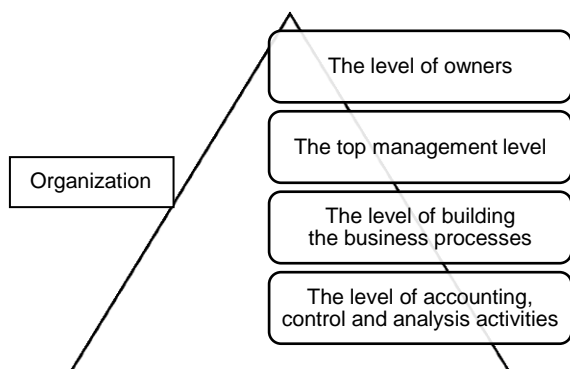 The level of owners
The top management level
Organization
The level of building
the business processes
The level of accounting,
control and analysis activities